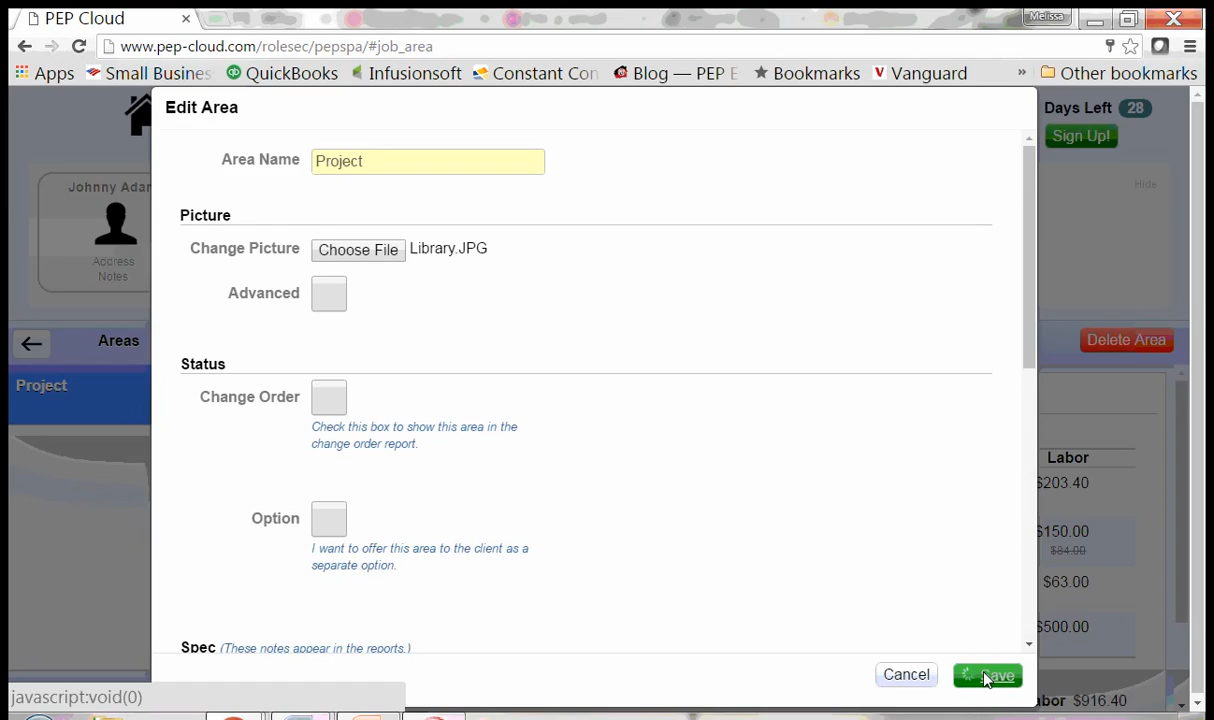 PEP Cloud
Melissa
www.pep-cloud.com/rolesec/pepspa/#job_area
Apps Small Busines QuickBooks Infusionsoft Constant Con Blog — PEP E Bookmarks Vanguard » Other bookmarks
Edit Area
Days Left 28
Sign Up!
Area Name Project
Johnny Adam
Hide
Picture
Change Picture Choose File Library.JPG
Address
Notes
Advanced
Areas
Delete Area
Status
Project
Change Order
Check this box to show this area in the
change order report.
Labor
$203.40
Option
$150.00
$84.00
I want to offer this area to the client as a
separate option.
$63.00
$500.00
Spec (These notes appear in the reports.)
Cancel Save
javascript:void(0)
abor $916.40